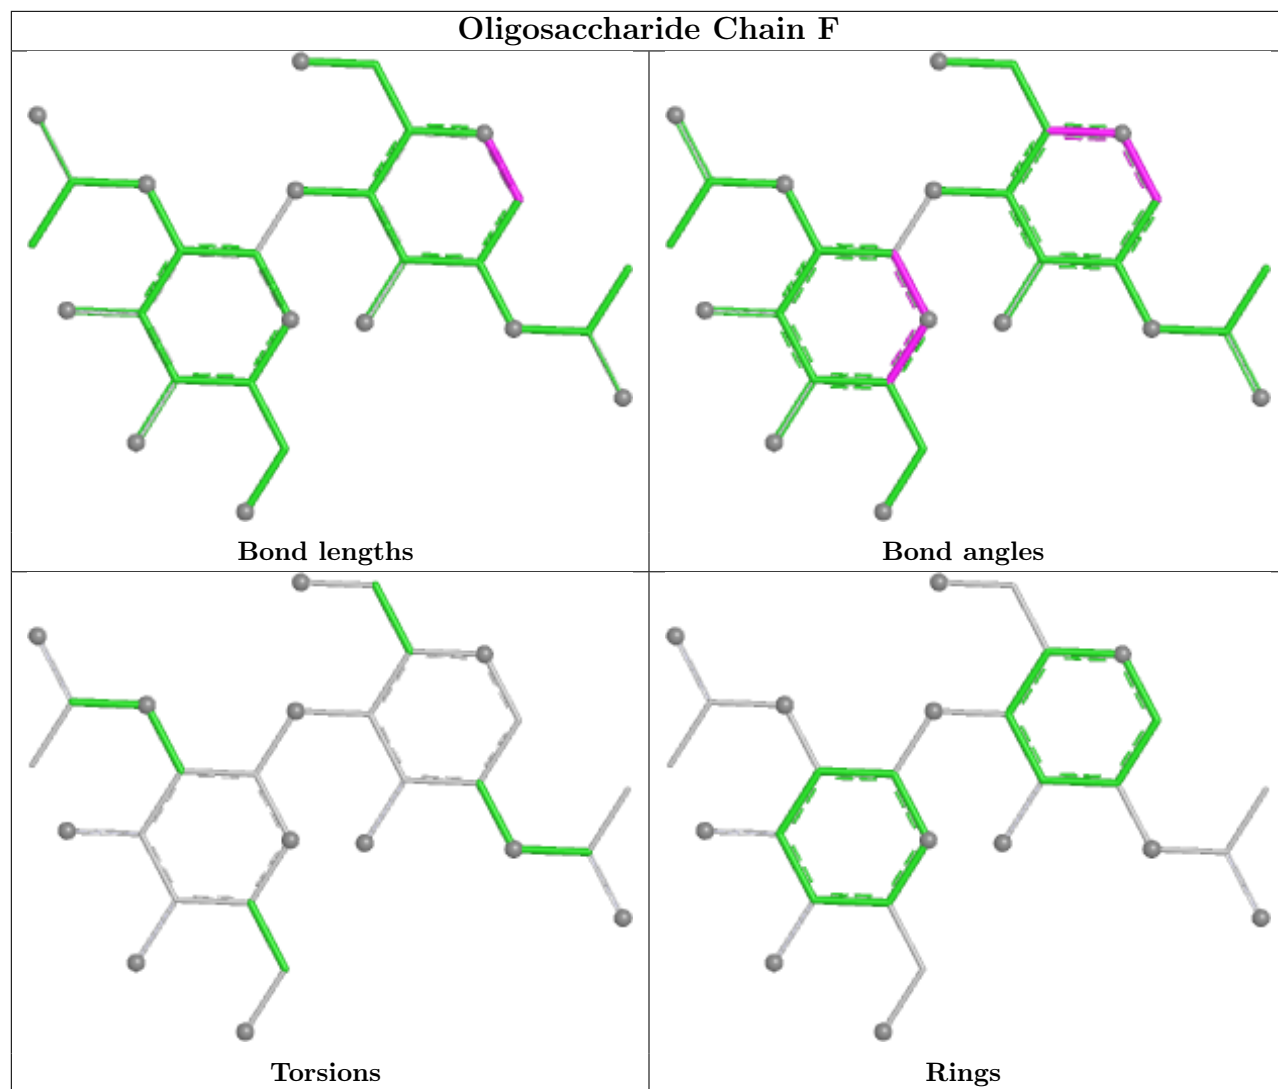 Oligosaccharide Chain F
Bond lengths
Bond angles
Torsions
Rings